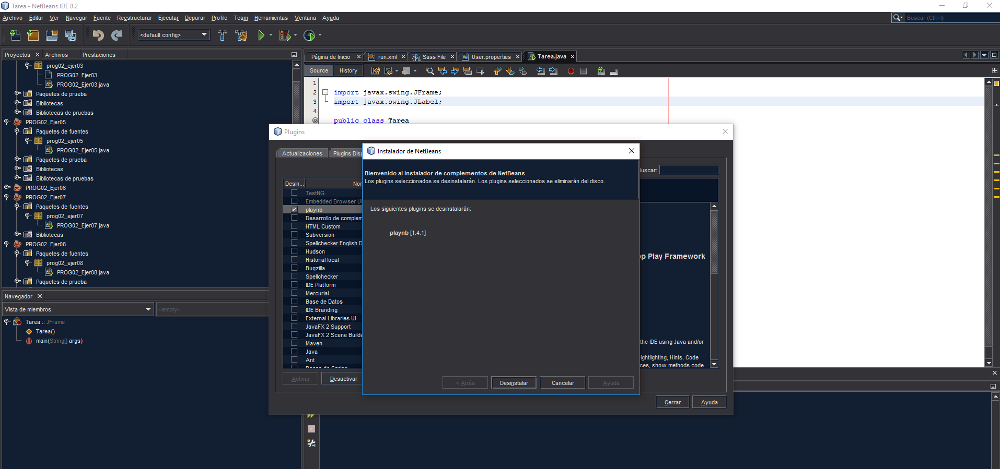 Tarea - NetBeans IDE 8.2
Archivo Editar Ver Navegar Fuente Reestructurar Ejecutar Depurar Profile Team Herramientas Ventana Ayuda
Buscar (Ctrl+I)
<default config>
Proyectos Archivos Prestaciones
prog02_ejer03
PROG02_Ejer03
PROG02_Ejer03.java
Paquetes de prueba
Bibliotecas
Bibliotecas de pruebas
PROG02_Ejer05
Paquetes de fuentes
prog02_ejer05
PROG02_Ejer05.java
Paquetes de prueba
Bibliotecas
Bibliotecas de pruebas
PROG02_Ejer06
PROG02_Ejer07
Paquetes de fuentes
prog02_ejer07
PROG02_Ejer07.java
Bibliotecas
PROG02_Ejer08
Paquetes de fuentes
prog02_ejer08
PROG02_Ejer08.java
Paquetes de prueba
Navegador
Vista de miembros
<empty>
Tarea :: JFrame
Tarea()
main(String[] args)
Página de Inicio run.xml Sass File User.properties Tarea.java
Source History
1
2 import javax.swing.JFrame;
3 import javax.swing.JLabel;
4
public class Tarea
Plugins
Actualizaciones Plugins Disp
uscar:
Desin... Nor
TestNG
Embedded Browser UI
playnb
Desarrollo de complem
HTML Custom
Subversion
Spellchecker English D
Hudson
Historial local
Bugzilla
Spellchecker
IDE Platform
Mercurial
Base de Datos
IDE Branding
External Libraries UI
JavaFX 2 Support
JavaFX 2 Scene Builde
Maven
Java
Ant
Activar Desactivar
op Play Framework
the IDE using Java and/or
ightlighting, Hints, Code
ces, show methods code
Cerrar Ayuda
Instalador de NetBeans
Bienvenido al instalador de complementos de NetBeans
Los plugins seleccionados se desinstalarán. Los plugins seleccionados se eliminarán del disco.
Los siguientes plugins se desinstalarán:
playnb [1.4.1]
< Atrás Desinstalar Cancelar Ayuda